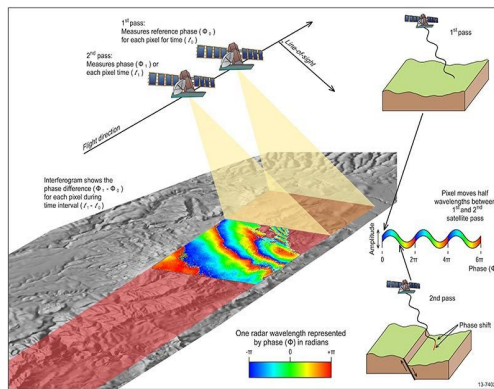 1st pass:
Measures reference phase (Φ0)
for each pixel for time (t0)
2nd pass:
Measures phase (Φ1) or
each pixel time (t1)
Line-of-sight
Flight direction
1st pass
Interferogram shows the
phase difference (Φ1 - Φ0)
for each pixel during
time interval (t1 - t0)
Pixel moves half
wavelengths between
1st and 2nd
satellite pass
Amplitude
0 2π 4π 6π
Phase (Φ
2nd pass
Phase shift
One radar wavelength represented
by phase (Φ) in radians
-π 0 +π